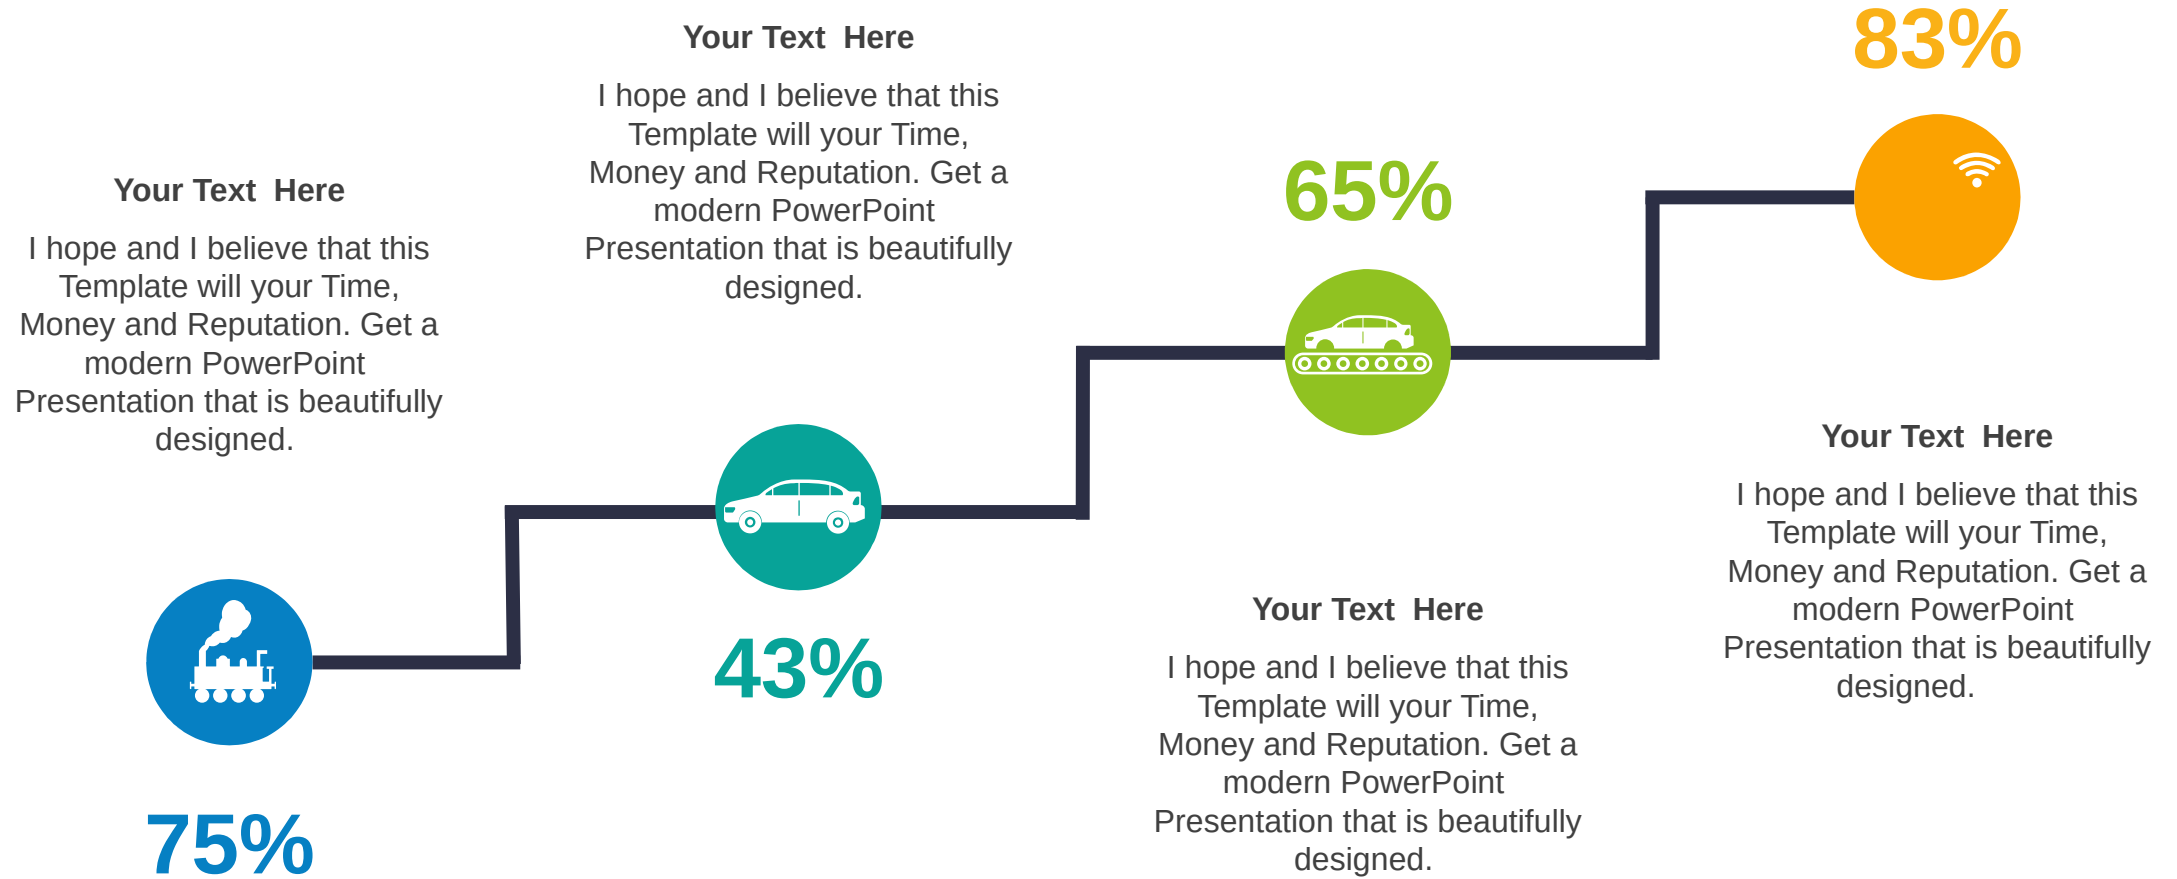 Your Text  Here
I hope and I believe that this
Template will your Time,
Money and Reputation. Get a
modern PowerPoint
Presentation that is beautifully
designed.
75%
Your Text  Here
I hope and I believe that this
Template will your Time,
Money and Reputation. Get a
modern PowerPoint
Presentation that is beautifully
designed.
43%
65%
Your Text  Here
I hope and I believe that this
Template will your Time,
Money and Reputation. Get a
modern PowerPoint
Presentation that is beautifully
designed.
83%
Your Text  Here
I hope and I believe that this
Template will your Time,
Money and Reputation. Get a
modern PowerPoint
Presentation that is beautifully
designed.